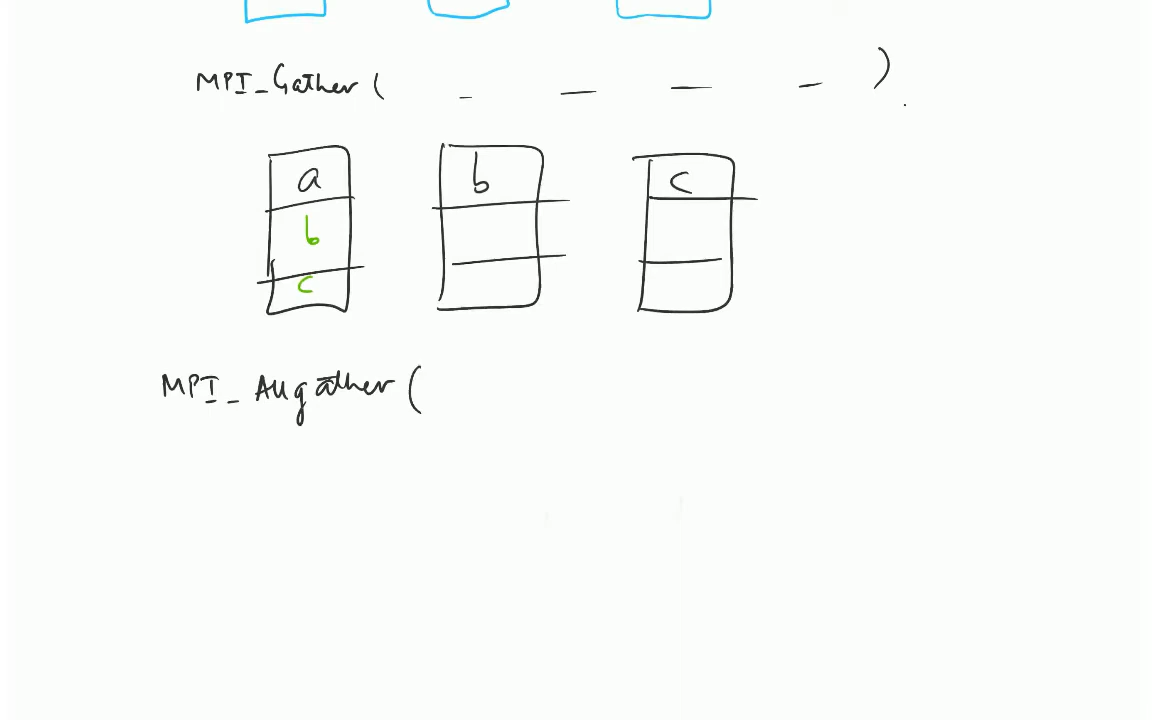 MPI_Gather( _ _ _ _ ).
a b c
b
c
MPI_Allgather(